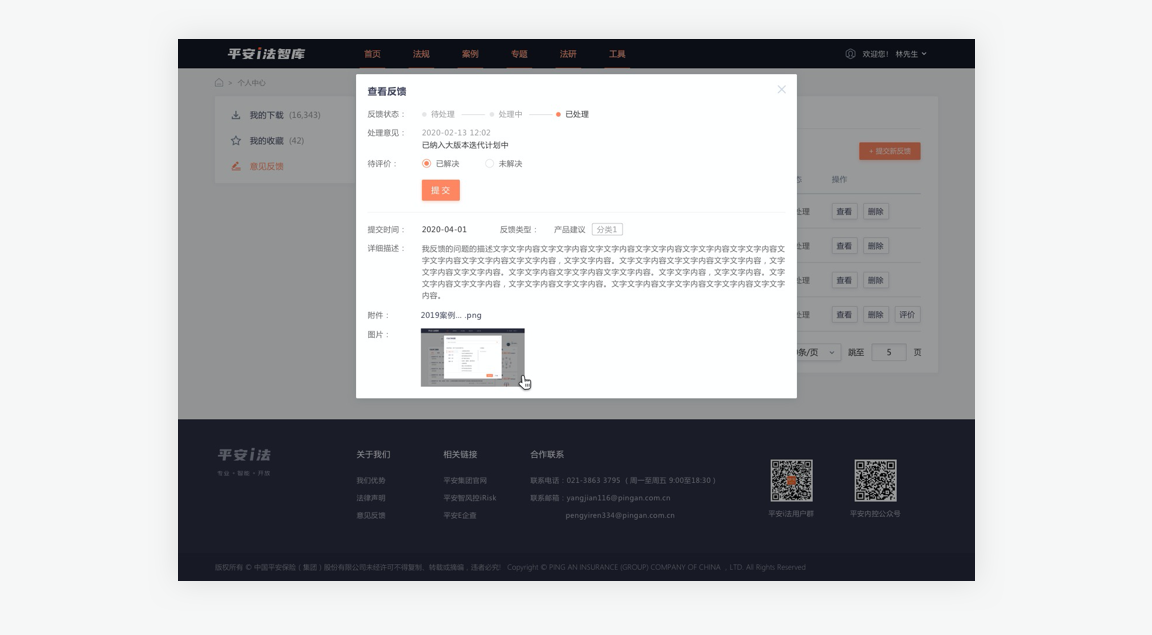 平安i法智库 首页 法规 案例 专题 法研 工具 欢迎您! 林先生
> 个人中心
我的下载 (16,343)
我的收藏 (42)
意见反馈
查看反馈
反馈状态: 待处理 处理中 已处理
处理意见: 2020-02-13 12:02
已纳入大版本迭代计划中
待评价: 已解决 未解决
提 交
提交时间: 2020-04-01 反馈类型: 产品建议 分类1
详细描述: 我反馈的问题的描述文字文字内容文字文字内容文字文字内容文字文字内容文字文字内容文字文字内容文
字文字内容文字文字内容文字文字内容,文字文字内容。文字文字内容文字文字内容文字文字内容,文字
文字内容文字文字内容。文字文字内容文字文字内容文字文字内容。文字文字内容,文字文字内容。文字
文字内容文字文字内容,文字文字内容文字文字内容。文字文字内容文字文字内容文字文字内容文字文字
内容。
附件: 2019案例... .png
图片:
+ 提交新反馈
操作
处理 查看 删除
处理 查看 删除
处理 查看 删除
处理 查看 删除 评价
条/页 跳至 5 页
平安i法
专业·智能·开放
关于我们 相关链接 合作联系
我们优势 平安集团官网 联系电话:021-3863 3795 (周一至周五 9:00至18:30)
法律声明 平安智风控iRisk 联系邮箱:yangjian116@pingan.com.cn
意见反馈 平安E企赢 pengyiren334@pingan.com.cn
平安i法用户群 平安内控公众号
版权所有 © 中国平安保险(集团)股份有限公司未经许可不得复制、转载或摘编,违者必究! Copyright © PING AN INSURANCE (GROUP) COMPANY OF CHINA ,LTD. All Rights Reserved.